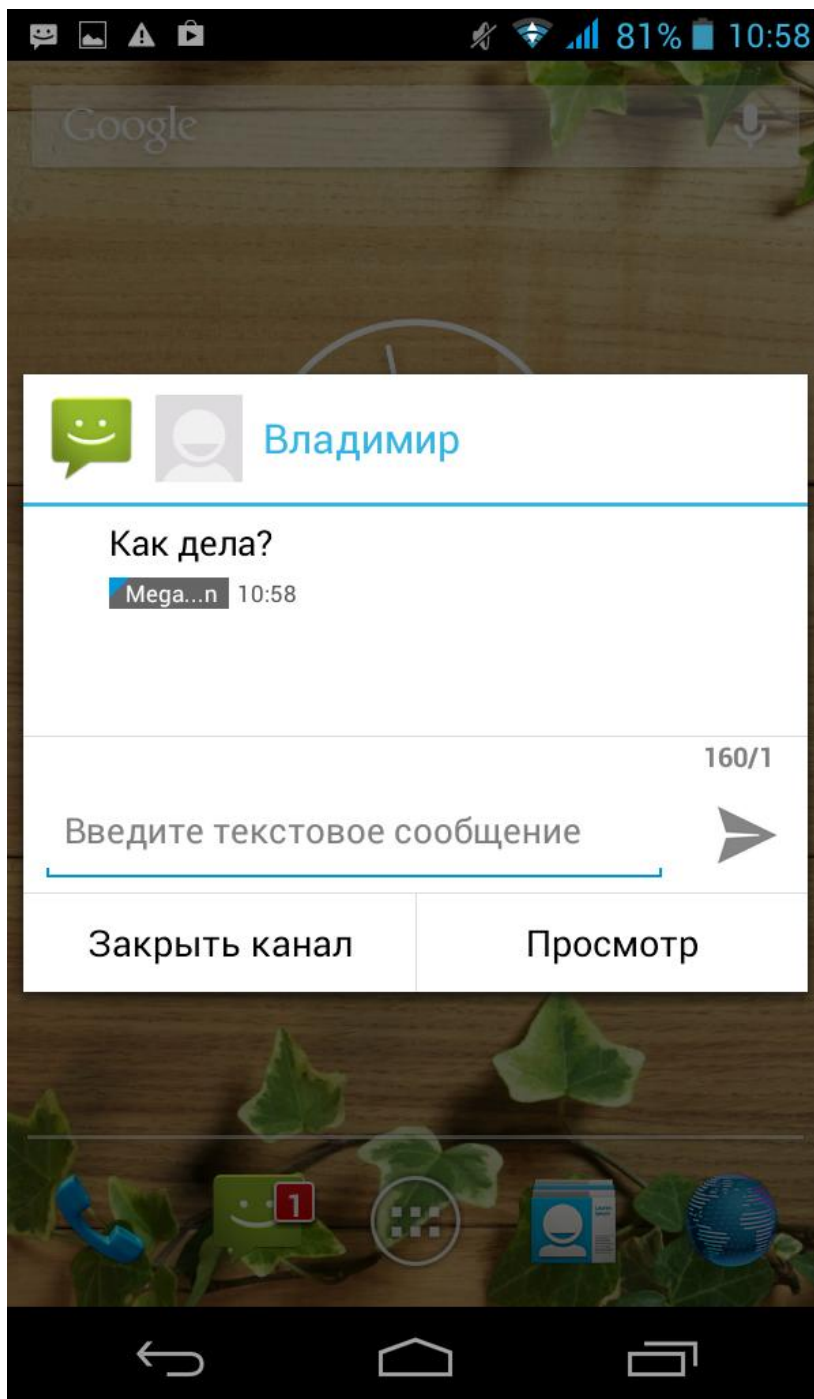 81% 10:58
Google
Владимир
Как дела?
Mega...n 10:58
160/1
Введите текстовое сообщение
Закрыть канал
Просмотр
1